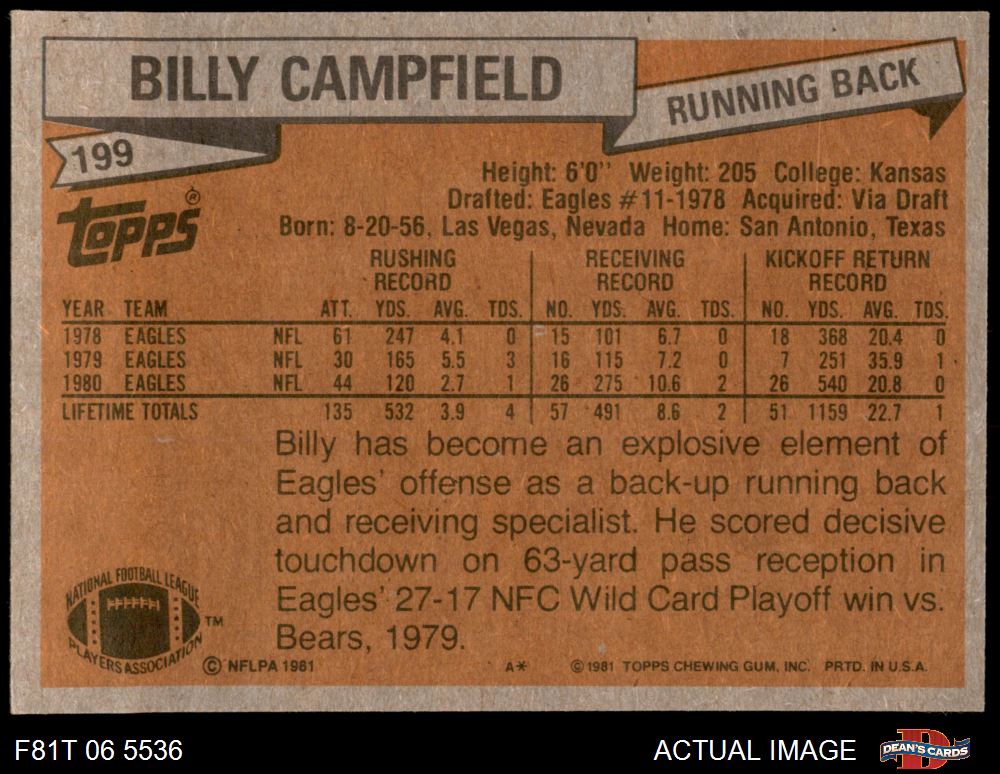 BILLY CAMPFIELD
RUNNING BACK
199
Topps®
Height: 6'0'' Weight: 205 College: Kansas
Drafted: Eagles #11-1978 Acquired: Via Draft
Born: 8-20-56, Las Vegas, Nevada Home: San Antonio, Texas
RUSHING RECORD RECEIVING RECORD KICKOFF RETURN RECORD
YEAR TEAM ATT. YDS. AVG. TDS. NO. YDS. AVG. TDS. NO. YDS. AVG. TDS.
1978 EAGLES NFL 61 247 4.1 0 15 101 6.7 0 18 368 20.4 0
1979 EAGLES NFL 30 165 5.5 3 16 115 7.2 0 7 251 35.9 1
1980 EAGLES NFL 44 120 2.7 1 26 275 10.6 2 26 540 20.8 0
LIFETIME TOTALS 135 532 3.9 4 57 491 8.6 2 51 1159 22.7 1
Billy has become an explosive element of
Eagles' offense as a back-up running back
and receiving specialist. He scored decisive
touchdown on 63-yard pass reception in
Eagles' 27-17 NFC Wild Card Playoff win vs.
Bears, 1979.
NATIONAL FOOTBALL LEAGUE
PLAYERS ASSOCIATION TM
© NFLPA 1981 A* © 1981 TOPPS CHEWING GUM, INC. PRTD. IN U.S.A.
F81T 06 5536 ACTUAL IMAGE DEAN'S CARDS